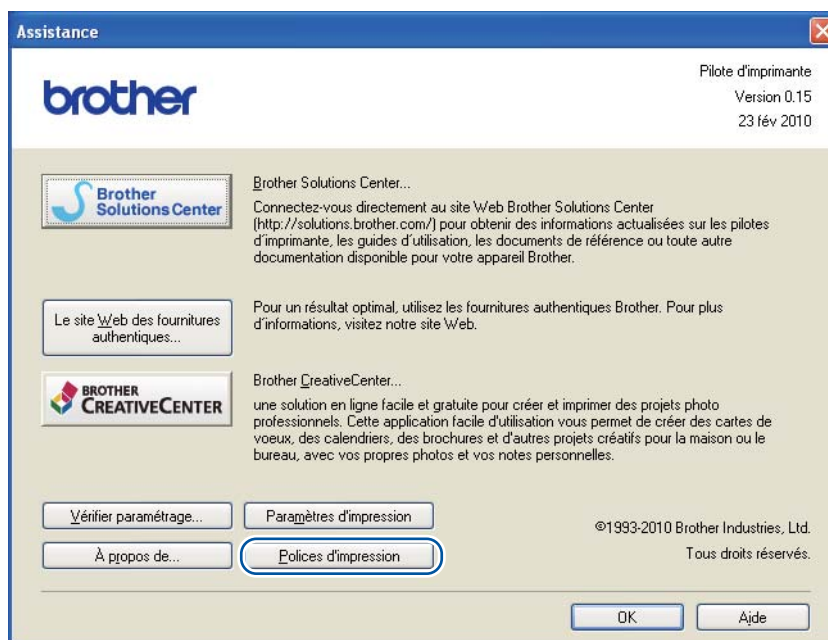 Assistance
brother
Pilote d'imprimante
Version 0.15
23 fév 2010
Brother
Solutions Center
Brother Solutions Center...
Connectez-vous directement au site Web Brother Solutions Center
(http://solutions.brother.com/) pour obtenir des informations actualisées sur les pilotes
d'imprimante, les guides d'utilisation, les documents de référence ou toute autre
documentation disponible pour votre appareil Brother.
Le site Web des fournitures
authentiques...
Pour un résultat optimal, utilisez les fournitures authentiques Brother. Pour plus
d'informations, visitez notre site Web.
BROTHER
CREATIVECENTER
Brother CreativeCenter...
une solution en ligne facile et gratuite pour créer et imprimer des projets photo
professionnels. Cette application facile d'utilisation vous permet de créer des cartes de
voeux, des calendriers, des brochures et d'autres projets créatifs pour la maison ou le
bureau, avec vos propres photos et vos notes personnelles.
Vérifier paramétrage...
Paramètres d'impression
À propos de...
Polices d'impression
©1993-2010 Brother Industries, Ltd.
Tous droits réservés.
OK
Aide